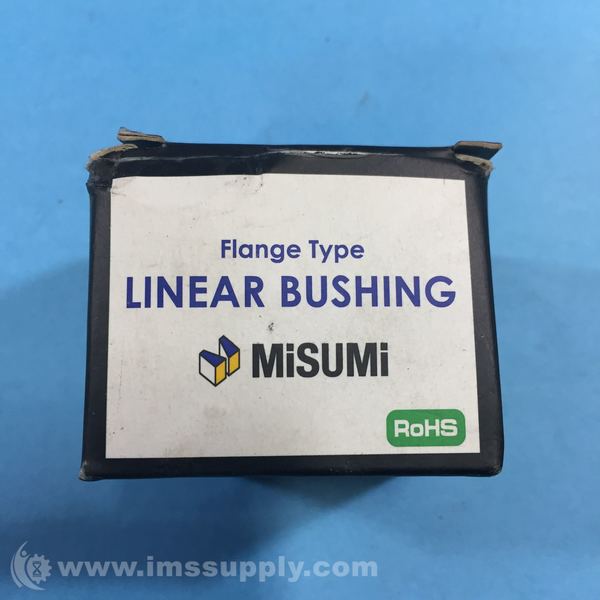 Flange Type
LINEAR BUSHING
MiSUMi
RoHS
www.imssupply.com